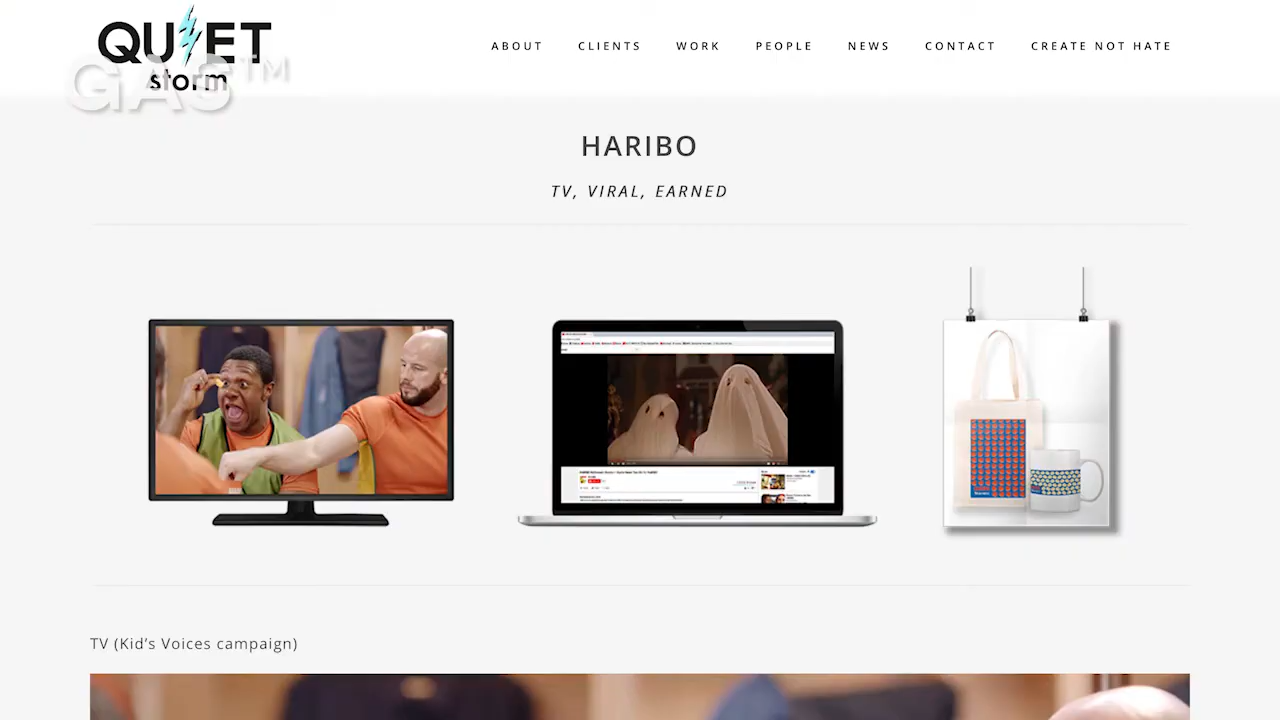 QUIET
storm
GAS™
ABOUT CLIENTS WORK PEOPLE NEWS CONTACT CREATE NOT HATE
HARIBO
TV, VIRAL, EARNED
TV (Kid's Voices campaign)